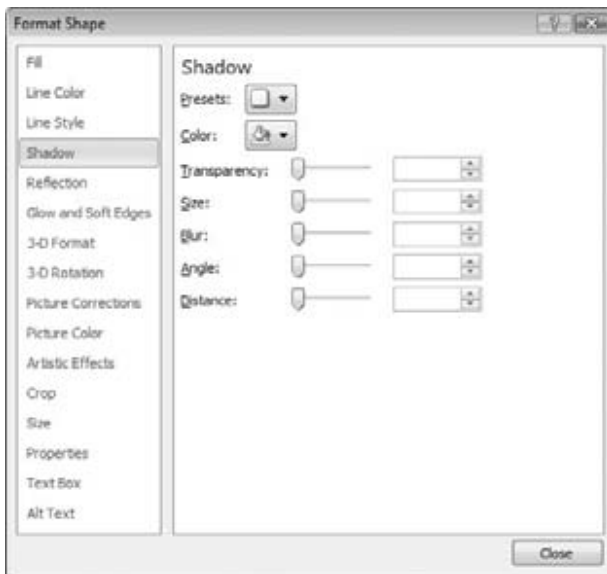 Format Shape
Fill
Line Color
Line Style
Shadow
Reflection
Glow and Soft Edges
3-D Format
3-D Rotation
Picture Corrections
Picture Color
Artistic Effects
Crop
Size
Properties
Text Box
Alt Text
Shadow
Presets:
Color:
Transparency:
Size:
Blur:
Angle:
Distance:
Close